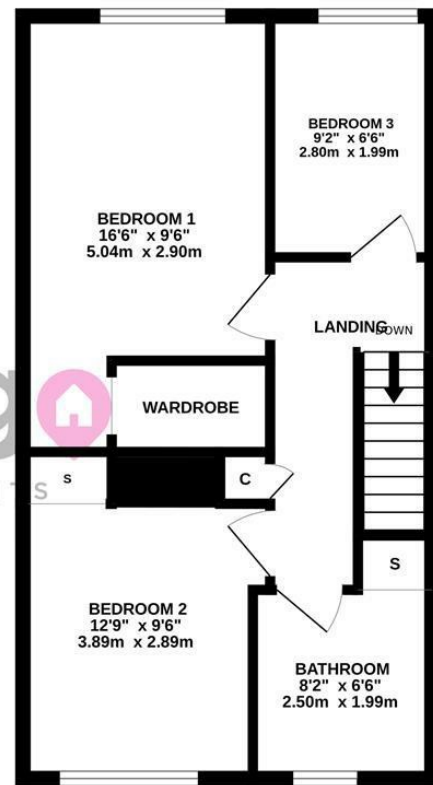 BEDROOM 3
9'2" x 6'6"
2.80m x 1.99m
BEDROOM 1
16'6" x 9'6"
5.04m x 2.90m
LANDING
DOWN
WARDROBE
S
C
S
BEDROOM 2
12'9" x 9'6"
3.89m x 2.89m
BATHROOM
8'2" x 6'6"
2.50m x 1.99m